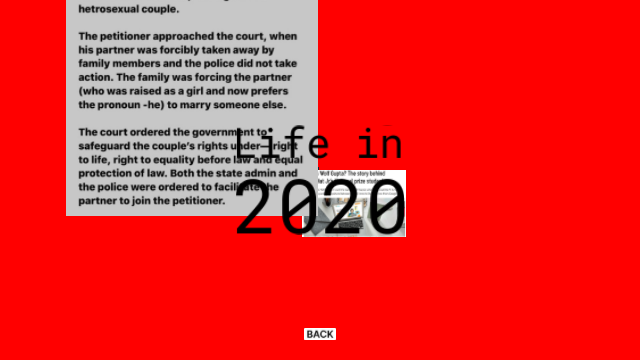 hetrosexual couple.
The petitioner approached the court, when
his partner was forcibly taken away by
family members and the police did not take
action. The family was forcing the partner
(who was raised as a girl and now prefers
the pronoun -he) to marry someone else.
The court ordered the government to
safeguard the couple's rights under—right
to life, right to equality before law and equal
protection of law. Both the state admin and
the police were ordered to facilitate the
partner to join the petitioner.
Life in
2020
Wolf Gupta? The story behind
prize
BACK